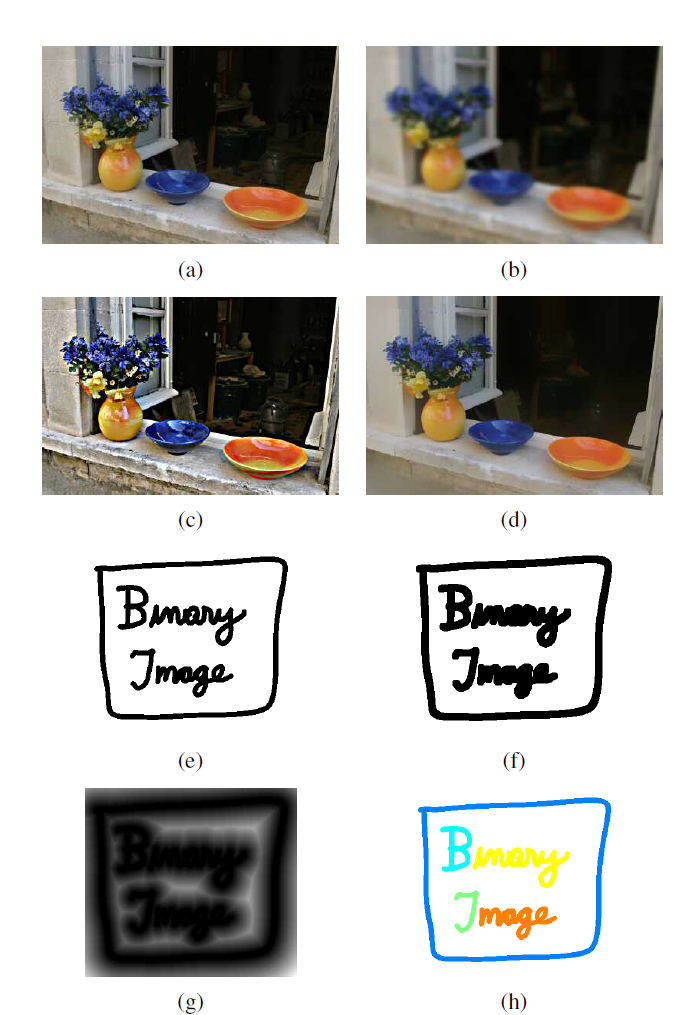 (a)
(b)
(c)
(d)
Binary
Image
Binary
Image
(e)
(f)
Binary
Image
Binary
Image
(g)
(h)